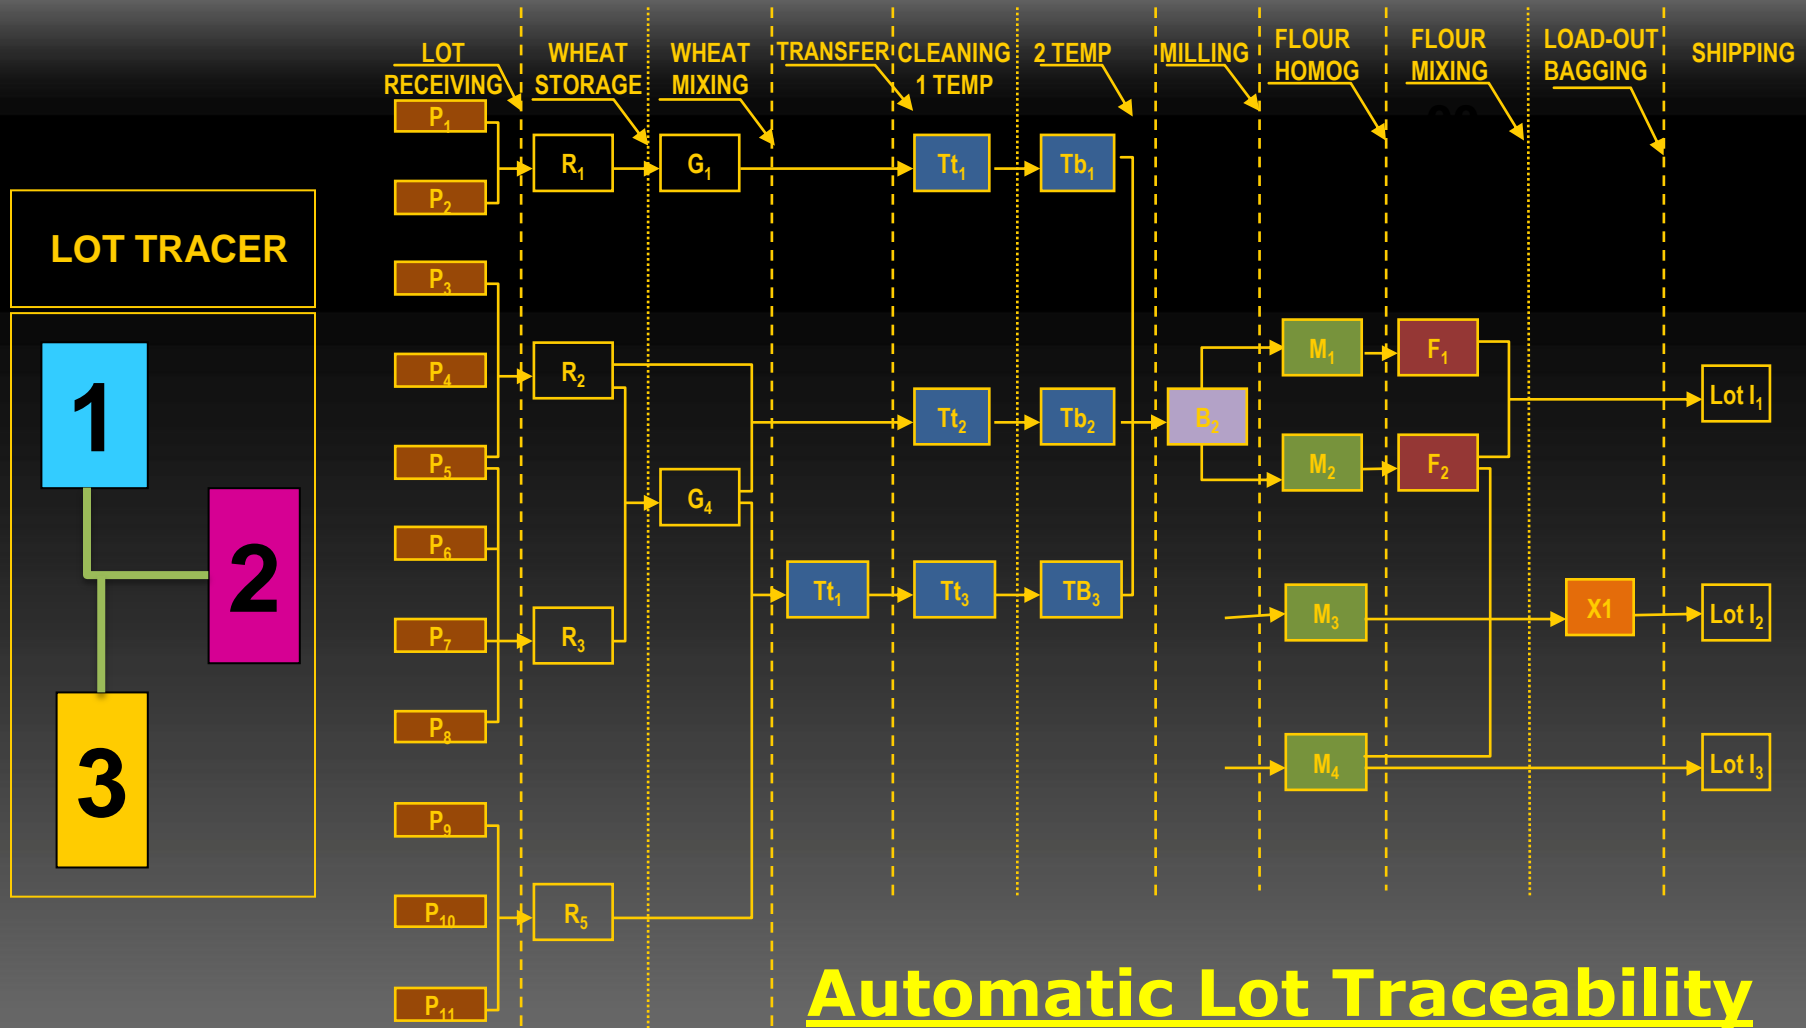 LOT
RECEIVING
WHEAT
STORAGE
WHEAT
MIXING
TRANSFER
CLEANING
1 TEMP
2 TEMP
MILLING
FLOUR
HOMOG
FLOUR
MIXING
LOAD-OUT
BAGGING
SHIPPING
LOT TRACER
1
2
3
P1
P2
P3
P4
P5
P6
P7
P8
P9
P10
P11
R1
R2
R3
R5
G1
G4
Tt1
Tt1
Tt2
Tt3
Tb1
Tb2
TB3
B2
M1
M2
M3
M4
F1
F2
X1
Lot I1
Lot I2
Lot I3
Automatic Lot Traceability